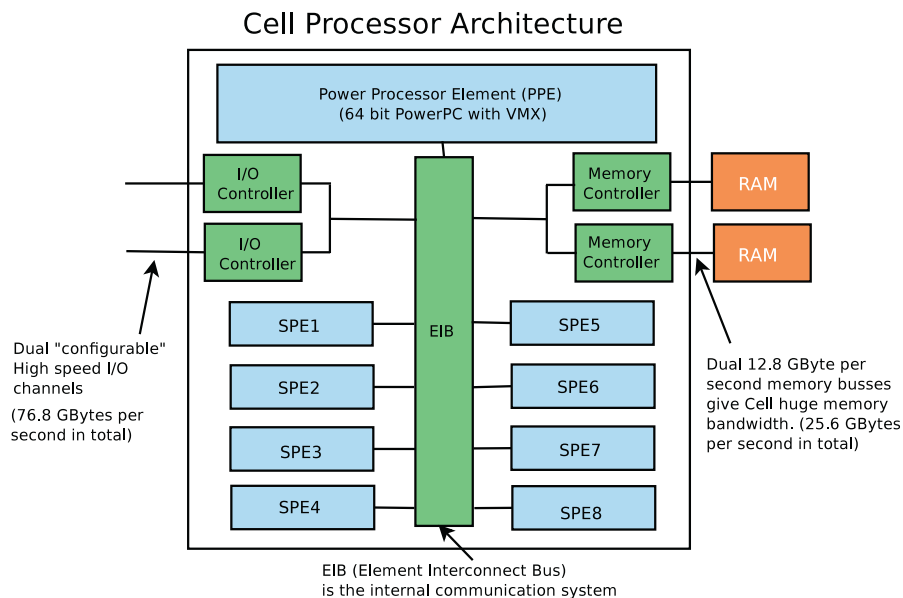 Cell Processor Architecture
Power Processor Element (PPE)
(64 bit PowerPC with VMX)
I/O
Controller
I/O
Controller
Memory
Controller
Memory
Controller
RAM
RAM
EIB
SPE1
SPE2
SPE3
SPE4
SPE5
SPE6
SPE7
SPE8
Dual "configurable"
High speed I/O
channels
(76.8 GBytes per
second in total)
Dual 12.8 GByte per
second memory busses
give Cell huge memory
bandwidth. (25.6 GBytes
per second in total)
EIB (Element Interconnect Bus)
is the internal communication system